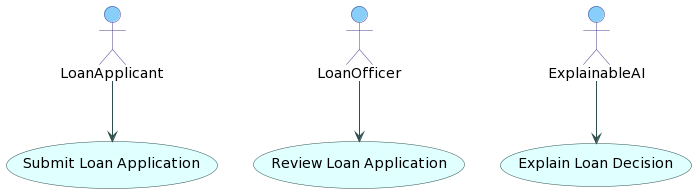 LoanApplicant
LoanOfficer
ExplainableAI
Submit Loan Application
Review Loan Application
Explain Loan Decision